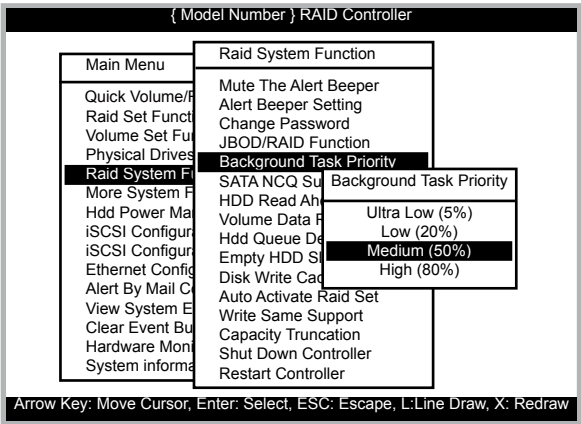 { Model Number } RAID Controller
Main Menu
Quick Volume/
Raid Set Functi
Volume Set Fu
Physical Drives
Raid System F
More System F
Hdd Power Ma
iSCSI Configur
iSCSI Configur
Ethernet Config
Alert By Mail C
View System E
Clear Event Bu
Hardware Moni
System informa
Raid System Function
Mute The Alert Beeper
Alert Beeper Setting
Change Password
JBOD/RAID Function
Background Task Priority
SATA NCQ Su
HDD Read Ah
Volume Data
Hdd Queue De
Empty HDD Sl
Disk Write Cac
Auto Activate Raid Set
Write Same Support
Capacity Truncation
Shut Down Controller
Restart Controller
Background Task Priority
Ultra Low (5%)
Low (20%)
Medium (50%)
High (80%)
Arrow Key: Move Cursor, Enter: Select, ESC: Escape, L:Line Draw, X: Redraw